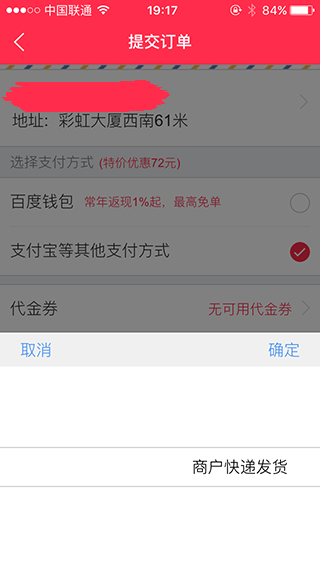 中国联通 19:17 84%
提交订单
地址：彩虹大厦西南61米
选择支付方式 (特价优惠72元)
百度钱包 常年返现1%起，最高免单
支付宝等其他支付方式
代金券 无可用代金券
取消 确定
商户快递发货